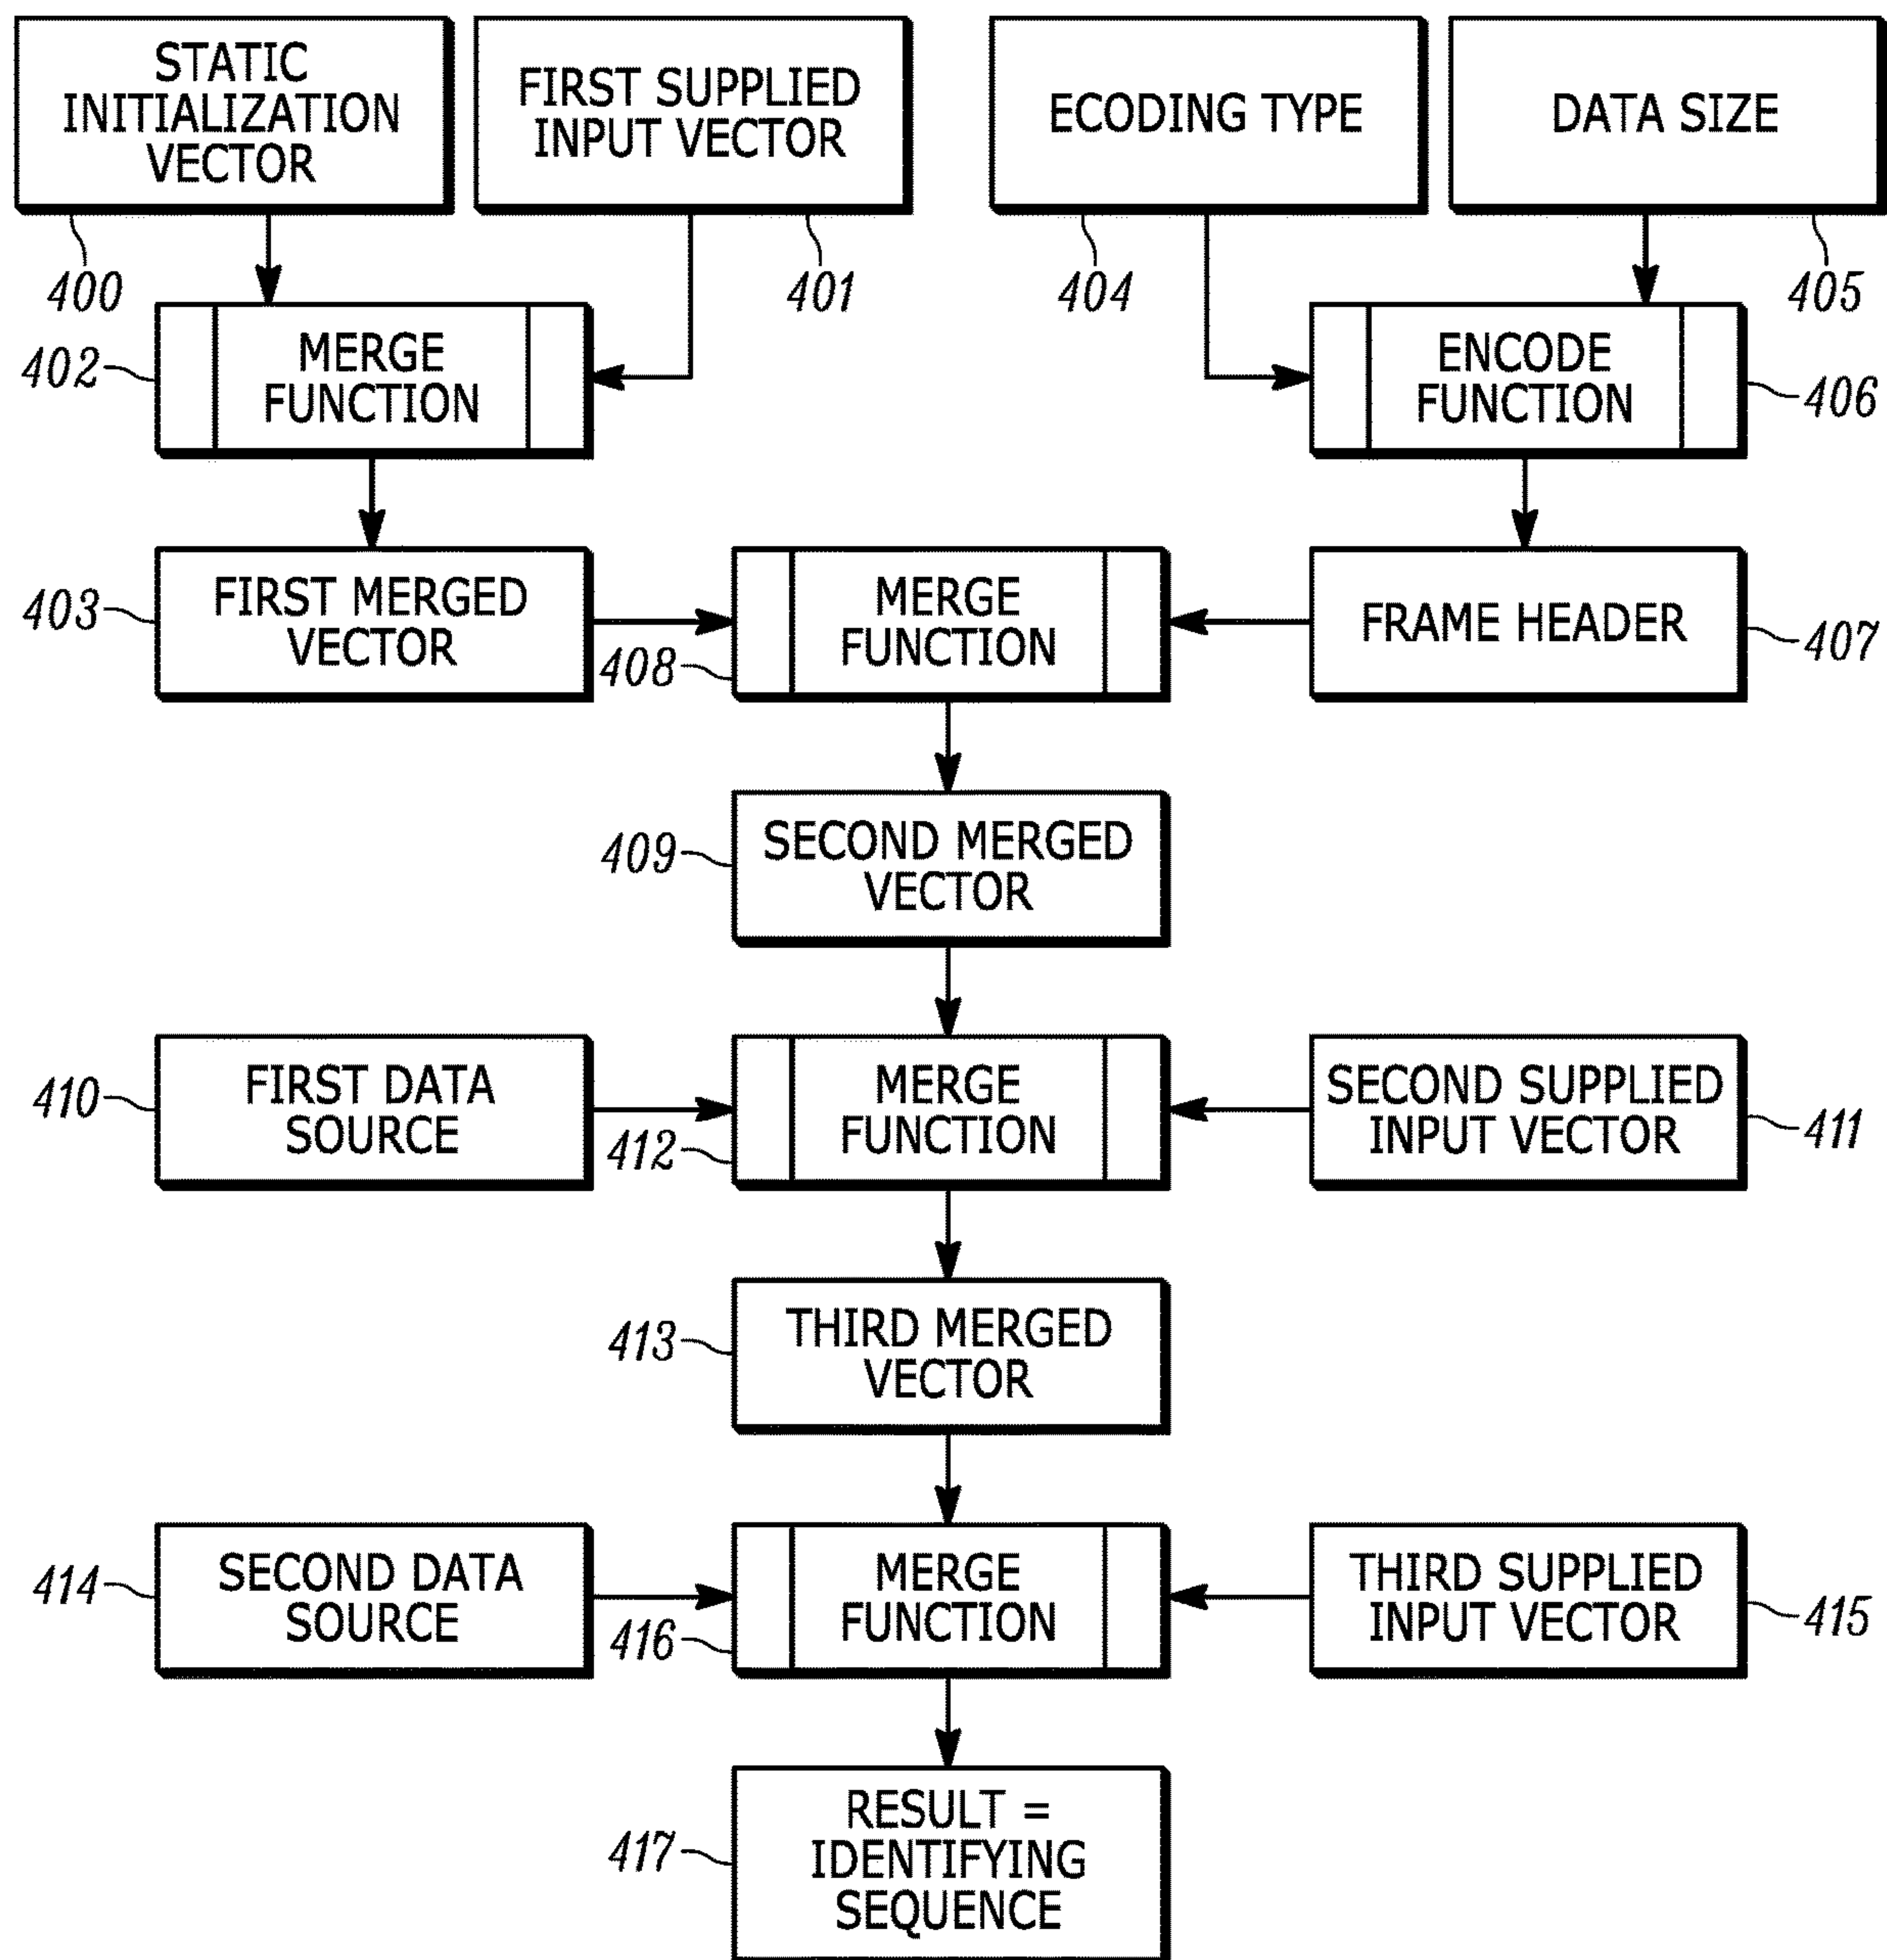 STATIC
INITIALIZATION
VECTOR
FIRST SUPPLIED
INPUT VECTOR
ECODING TYPE
DATA SIZE
400
401
404
405
402
MERGE
FUNCTION
ENCODE
FUNCTION
406
403
FIRST MERGED
VECTOR
408
MERGE
FUNCTION
FRAME HEADER
407
409
SECOND MERGED
VECTOR
410
FIRST DATA
SOURCE
412
MERGE
FUNCTION
SECOND SUPPLIED
INPUT VECTOR
411
413
THIRD MERGED
VECTOR
414
SECOND DATA
SOURCE
416
MERGE
FUNCTION
THIRD SUPPLIED
INPUT VECTOR
415
417
RESULT =
IDENTIFYING
SEQUENCE